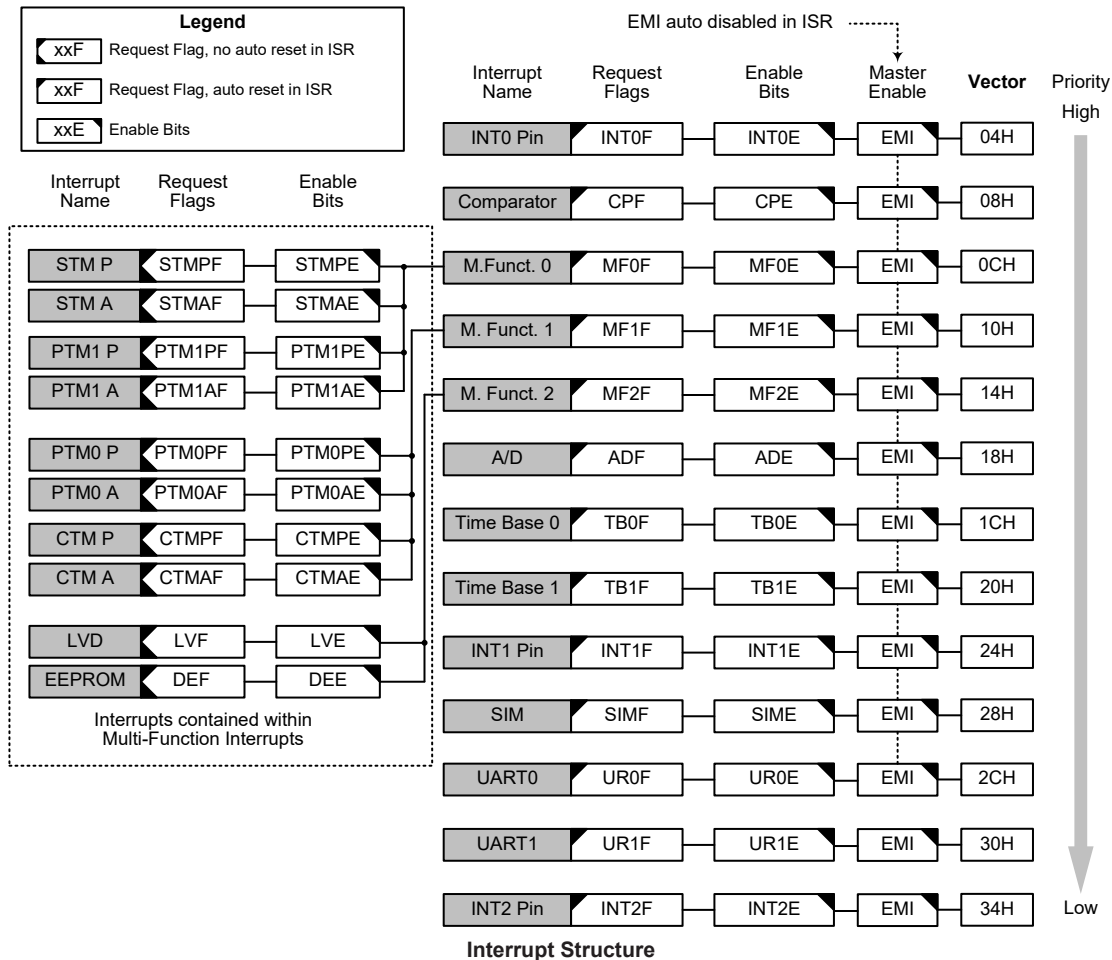 Legend
xxF Request Flag, no auto reset in ISR
xxF Request Flag, auto reset in ISR
xxE Enable Bits
EMI auto disabled in ISR
Interrupt Name Request Flags Enable Bits Master Enable Vector Priority
High
INT0 Pin INT0F INT0E EMI 04H
Comparator CPF CPE EMI 08H
M.Funct. 0 MF0F MF0E EMI 0CH
M. Funct. 1 MF1F MF1E EMI 10H
M. Funct. 2 MF2F MF2E EMI 14H
A/D ADF ADE EMI 18H
Time Base 0 TB0F TB0E EMI 1CH
Time Base 1 TB1F TB1E EMI 20H
INT1 Pin INT1F INT1E EMI 24H
SIM SIMF SIME EMI 28H
UART0 UR0F UR0E EMI 2CH
UART1 UR1F UR1E EMI 30H
INT2 Pin INT2F INT2E EMI 34H
Low
Interrupt Name Request Flags Enable Bits
STM P STMPF STMPE
STM A STMAF STMAE
PTM1 P PTM1PF PTM1PE
PTM1 A PTM1AF PTM1AE
PTM0 P PTM0PF PTM0PE
PTM0 A PTM0AF PTM0AE
CTM P CTMPF CTMPE
CTM A CTMAF CTMAE
LVD LVF LVE
EEPROM DEF DEE
Interrupts contained within
Multi-Function Interrupts
Interrupt Structure